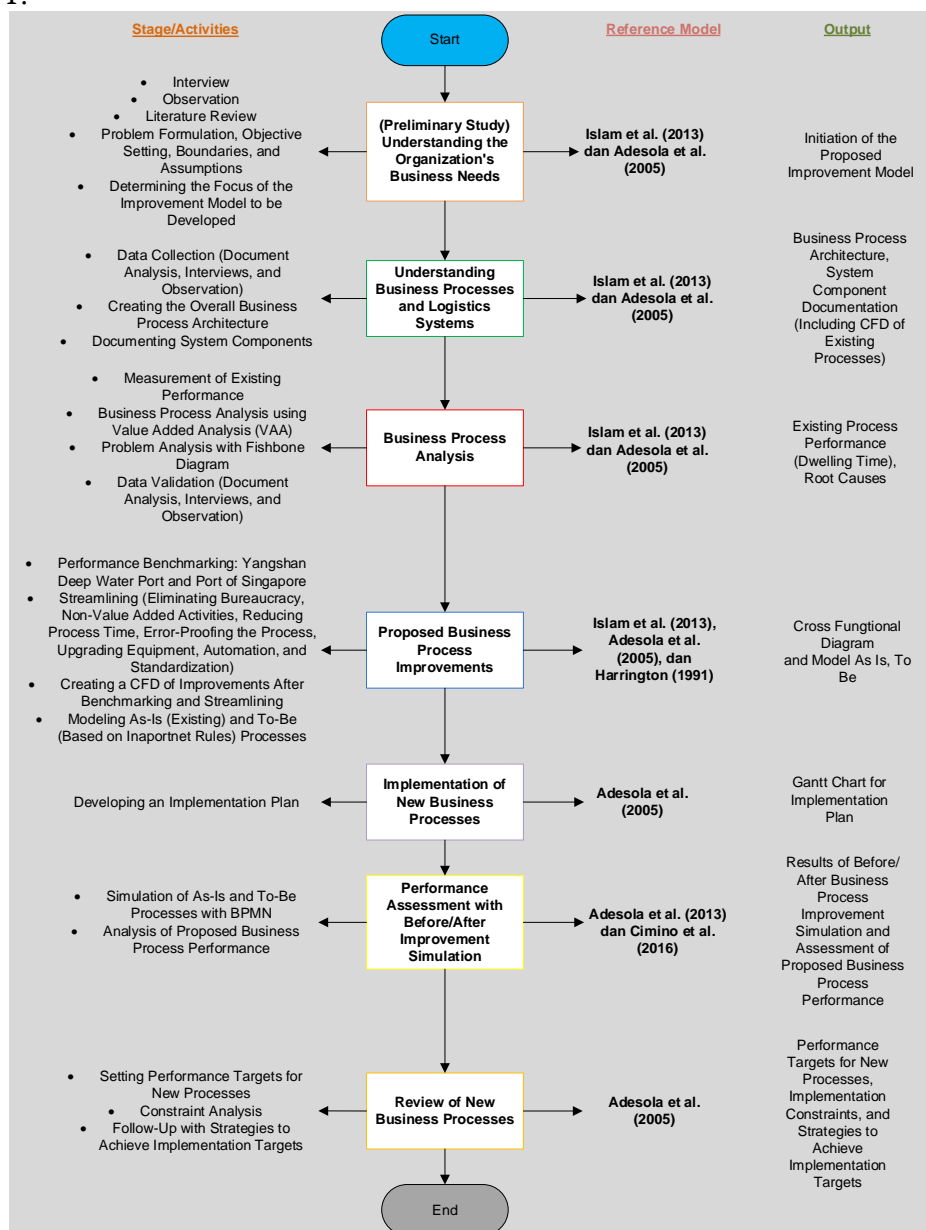 Stage/Activities
Start
Reference Model
Output
Interview
Observation
Literature Review
Problem Formulation, Objective
Setting, Boundaries, and
Assumptions
Determining the Focus of the
Improvement Model to be
Developed
(Preliminary Study)
Understanding the
Organization's
Business Needs
Islam et al. (2013)
dan Adesola et al.
(2005)
Initiation of the
Proposed
Improvement Model
Data Collection (Document
Analysis, Interviews, and
Observation)
Creating the Overall Business
Process Architecture
Documenting System Components
Understanding
Business Processes
and Logistics
Systems
Islam et al. (2013)
dan Adesola et al.
(2005)
Business Process
Architecture,
System
Component
Documentation
(Including CFD of
Existing
Processes)
Measurement of Existing
Performance
Business Process Analysis using
Value Added Analysis (VAA)
Problem Analysis with Fishbone
Diagram
Data Validation (Document
Analysis, Interviews, and
Observation)
Business Process
Analysis
Islam et al. (2013)
dan Adesola et al.
(2005)
Existing Process
Performance
(Dwelling Time),
Root Causes
Performance Benchmarking: Yangshan
Deep Water Port and Port of Singapore
Streamlining (Eliminating Bureaucracy,
Non-Value Added Activities, Reducing
Process Time, Error-Proofing the Process,
Upgrading Equipment, Automation, and
Standardization)
Creating a CFD of Improvements After
Benchmarking and Streamlining
Modeling As-Is (Existing) and To-Be
(Based on Inaportnet Rules) Processes
Proposed Business
Process
Improvements
Islam et al. (2013),
Adesola et al.
(2005), dan
Harrington (1991)
Cross Fungtional
Diagram
and Model As Is, To
Be
Developing an Implementation Plan
Implementation of
New Business
Processes
Adesola et al.
(2005)
Gantt Chart for
Implementation
Plan
Simulation of As-Is and To-Be
Processes with BPMN
Analysis of Proposed Business
Process Performance
Performance
Assessment with
Before/After
Improvement
Simulation
Adesola et al. (2013)
dan Cimino et al.
(2016)
Results of Before/
After Business
Process
Improvement
Simulation and
Assessment of
Proposed Business
Process
Performance
Setting Performance Targets for
New Processes
Constraint Analysis
Follow-Up with Strategies to
Achieve Implementation Targets
Review of New
Business Processes
Adesola et al.
(2005)
Performance
Targets for New
Processes,
Implementation
Constraints, and
Strategies to
Achieve
Implementation
Targets
End